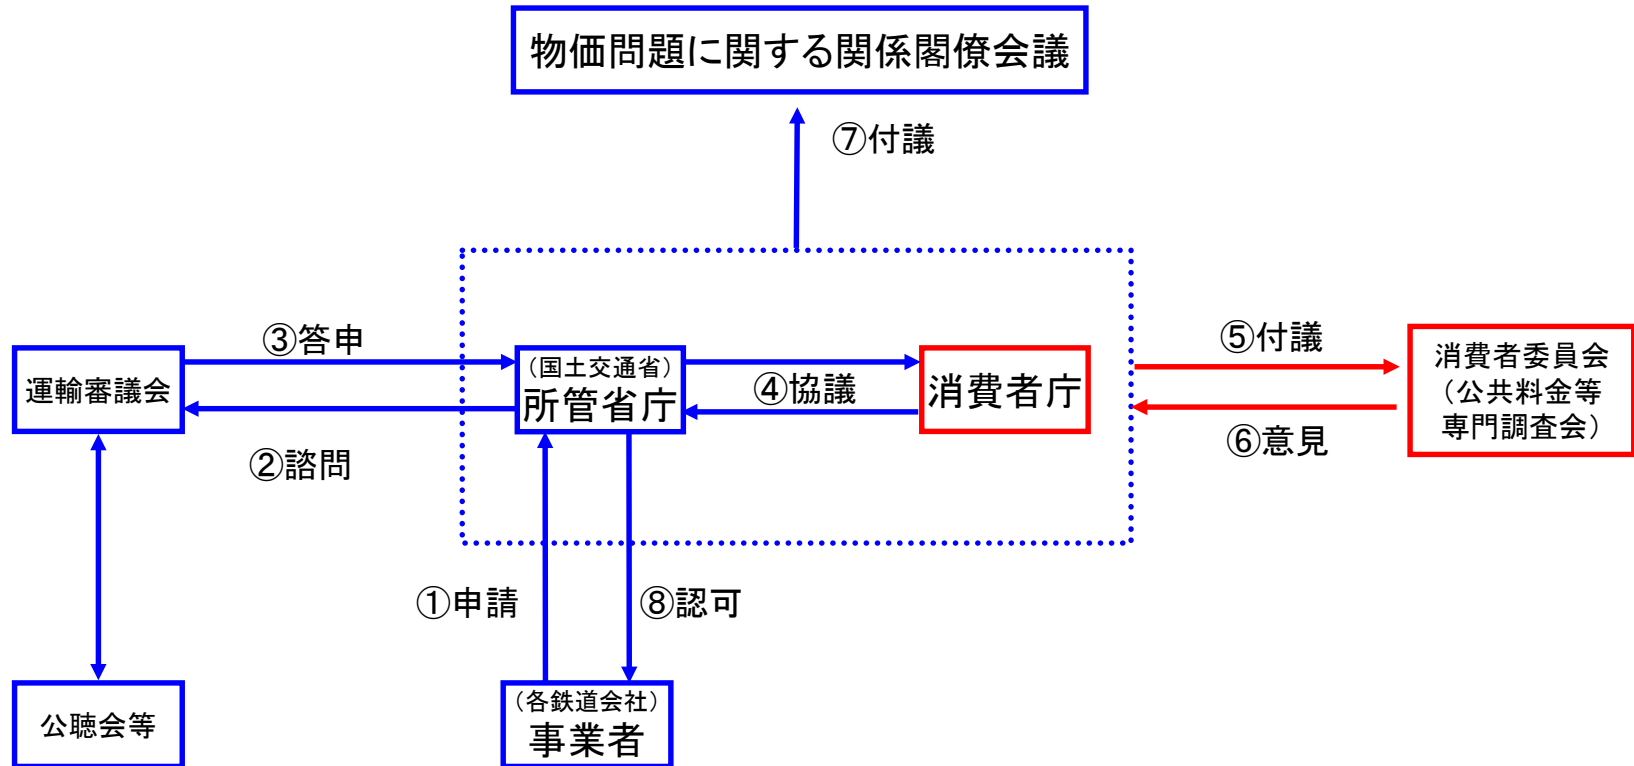 物価問題に関する関係閣僚会議
⑦付議
③答申
⑤付議
運輸審議会
（国土交通省）
所管省庁
④協議
消費者庁
消費者委員会
（公共料金等
専門調査会）
②諮問
⑥意見
①申請
⑧認可
公聴会等
（各鉄道会社）
事業者